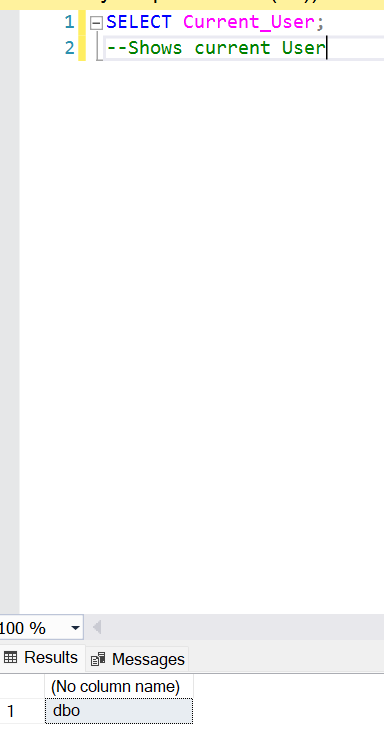 1 SELECT Current_User;
2 --Shows current User
100 %
Results Messages
(No column name)
1 dbo